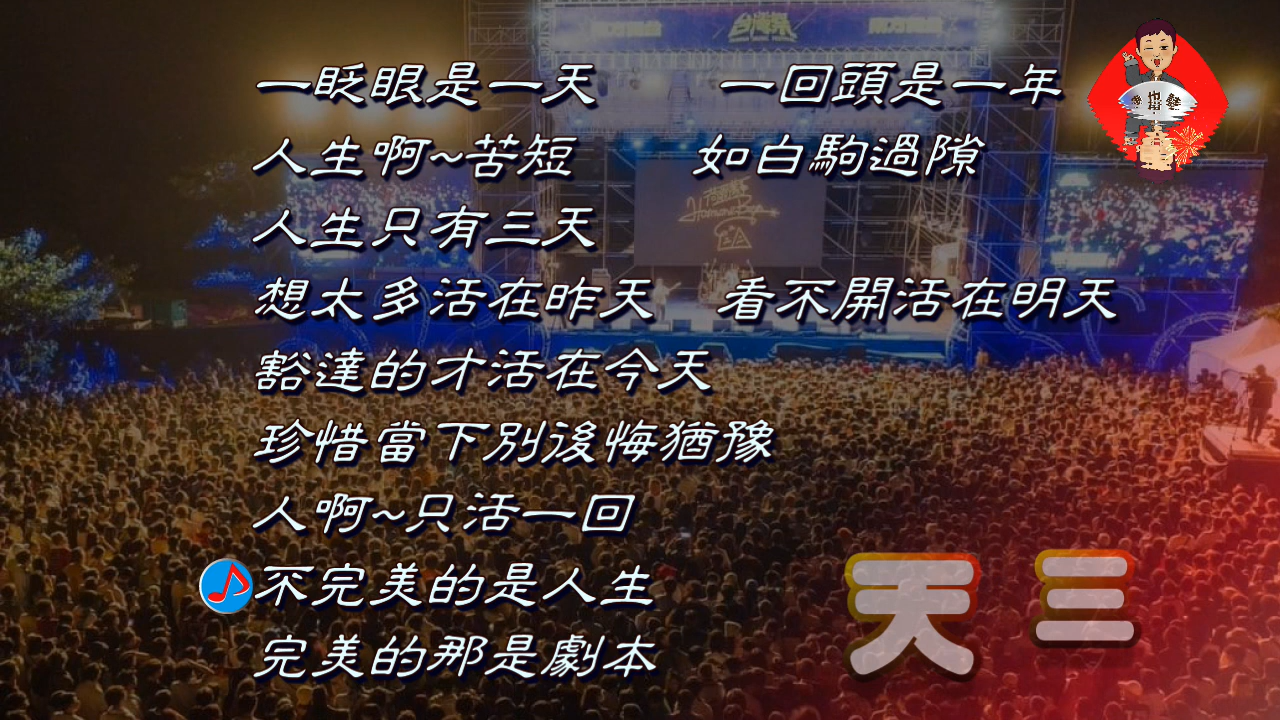 台灣祭
一眨眼是一天 一回頭是一年
人生啊~苦短 如白駒過隙
人生只有三天
想太多活在昨天 看不開活在明天
豁達的才活在今天
珍惜當下別後悔猶豫
人啊~只活一回
不完美的是人生
完美的那是劇本
天三